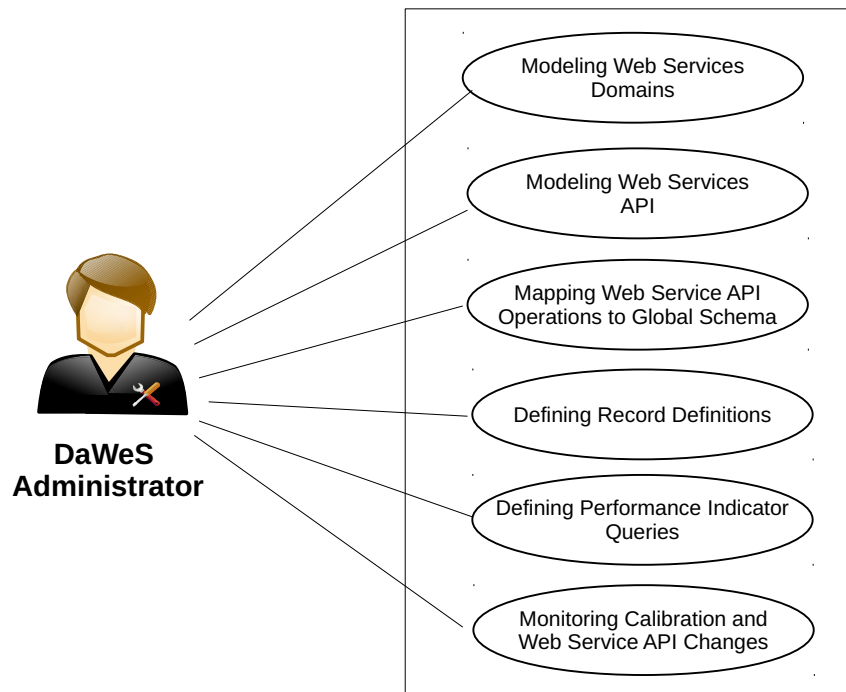 Modeling Web Services
Domains
Modeling Web Services
API
Mapping Web Service API
Operations to Global Schema
Defining Record Definitions
Defining Performance Indicator
Queries
Monitoring Calibration and
Web Service API Changes
DaWeS
Administrator